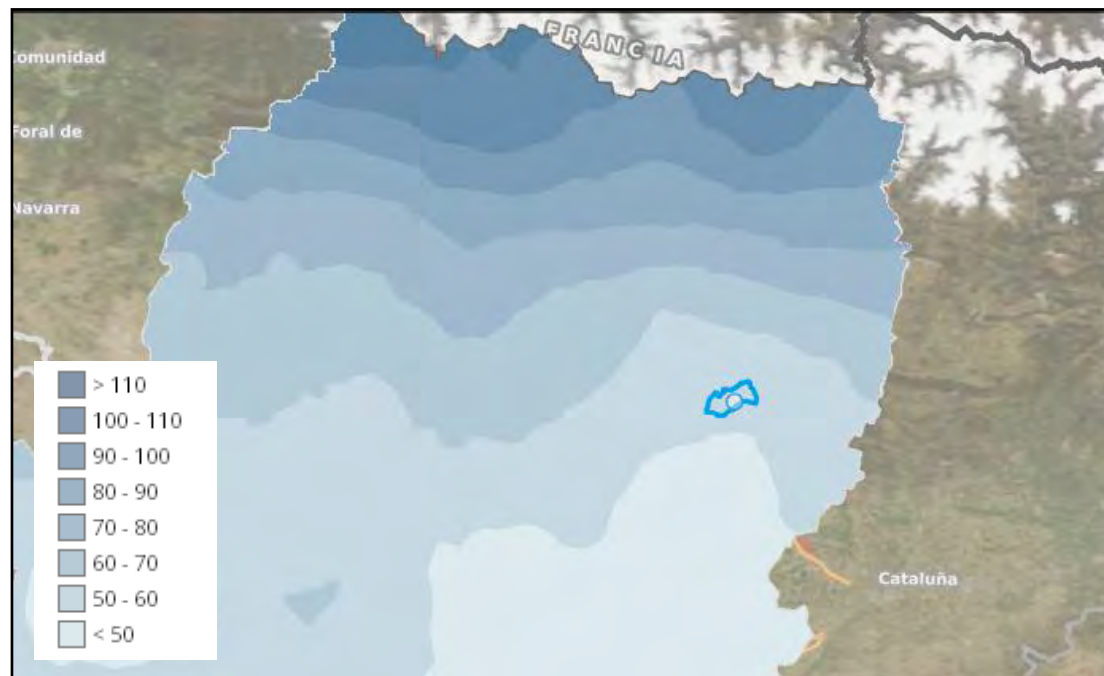 FRANCIA
Comunidad
Foral de
Navarra
> 110
100 - 110
90 - 100
80 - 90
70 - 80
60 - 70
50 - 60
< 50
Cataluña